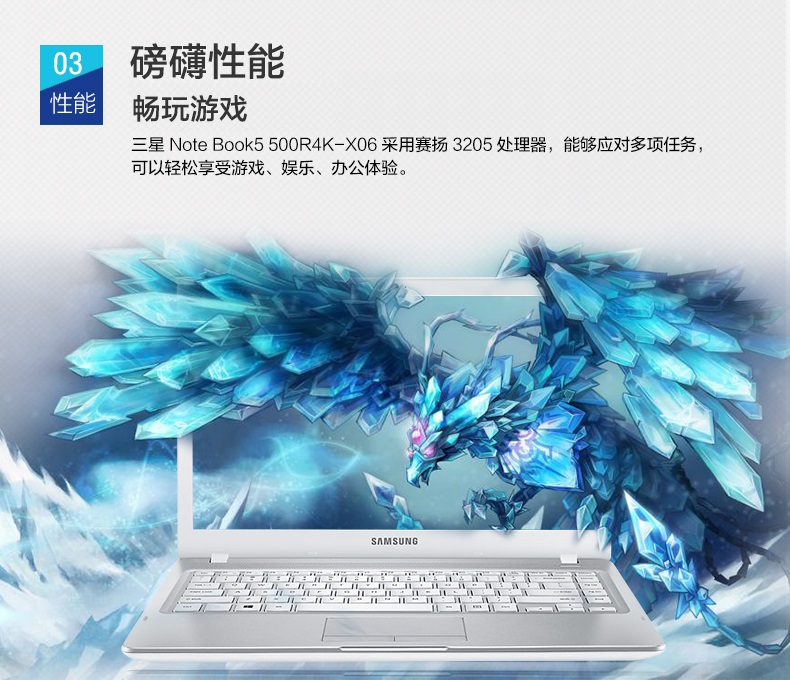 03
性能
磅礴性能
畅玩游戏
三星 Note Book5 500R4K-X06 采用赛扬 3205 处理器，能够应对多项任务，
可以轻松享受游戏、娱乐、办公体验。
SAMSUNG